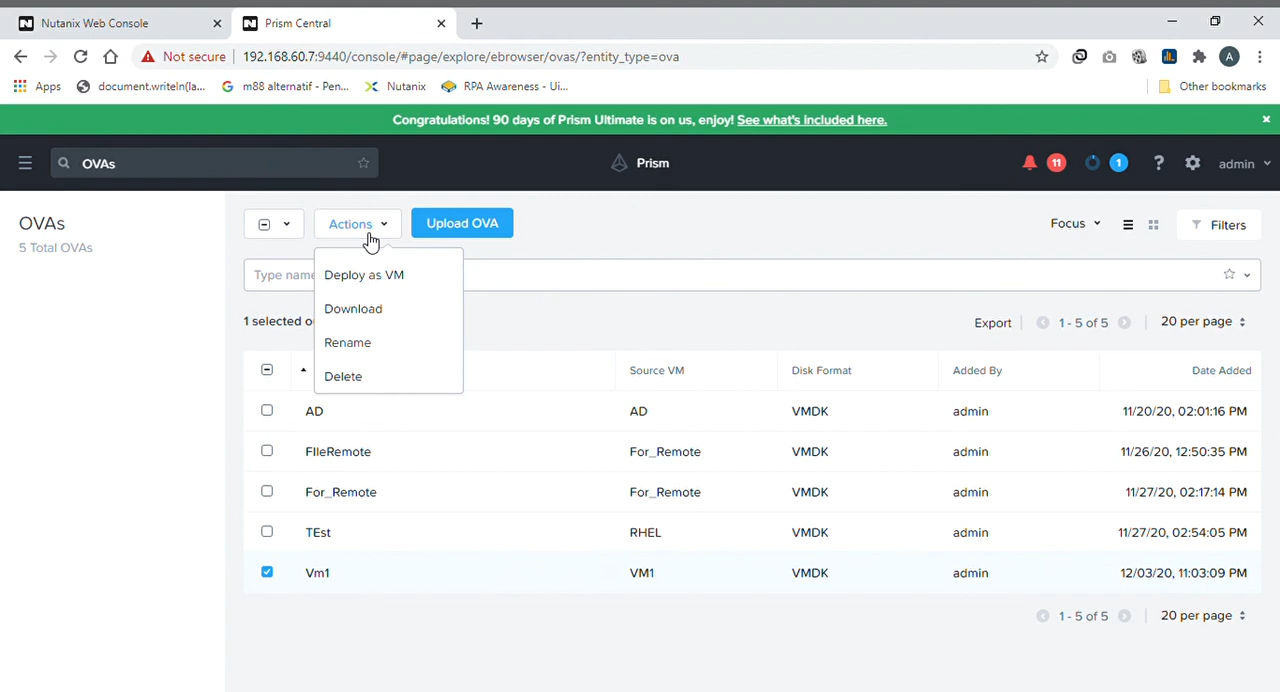 Nutanix Web Console
Prism Central
Not secure
192.168.60.7:9440/console/#page/explore/ebrowser/ovas/?entity_type=ova
A
Apps
document.writeln(la...
m88 alternatif - Pen...
Nutanix
RPA Awareness - Ui...
Other bookmarks
Congratulations! 90 days of Prism Ultimate is on us, enjoy! See what's included here.
OVAs
Prism
11
1
?
admin
OVAs
5 Total OVAs
Actions
Upload OVA
Focus
Filters
Type name
Deploy as VM
Download
Rename
Delete
1 selected
Export
1 - 5 of 5
20 per page
Source VM
Disk Format
Added By
Date Added
AD AD VMDK admin 11/20/20, 02:01:16 PM
FIleRemote For_Remote VMDK admin 11/26/20, 12:50:35 PM
For_Remote For_Remote VMDK admin 11/27/20, 02:17:14 PM
TEst RHEL VMDK admin 11/27/20, 02:54:05 PM
Vm1 VM1 VMDK admin 12/03/20, 11:03:09 PM
1 - 5 of 5
20 per page